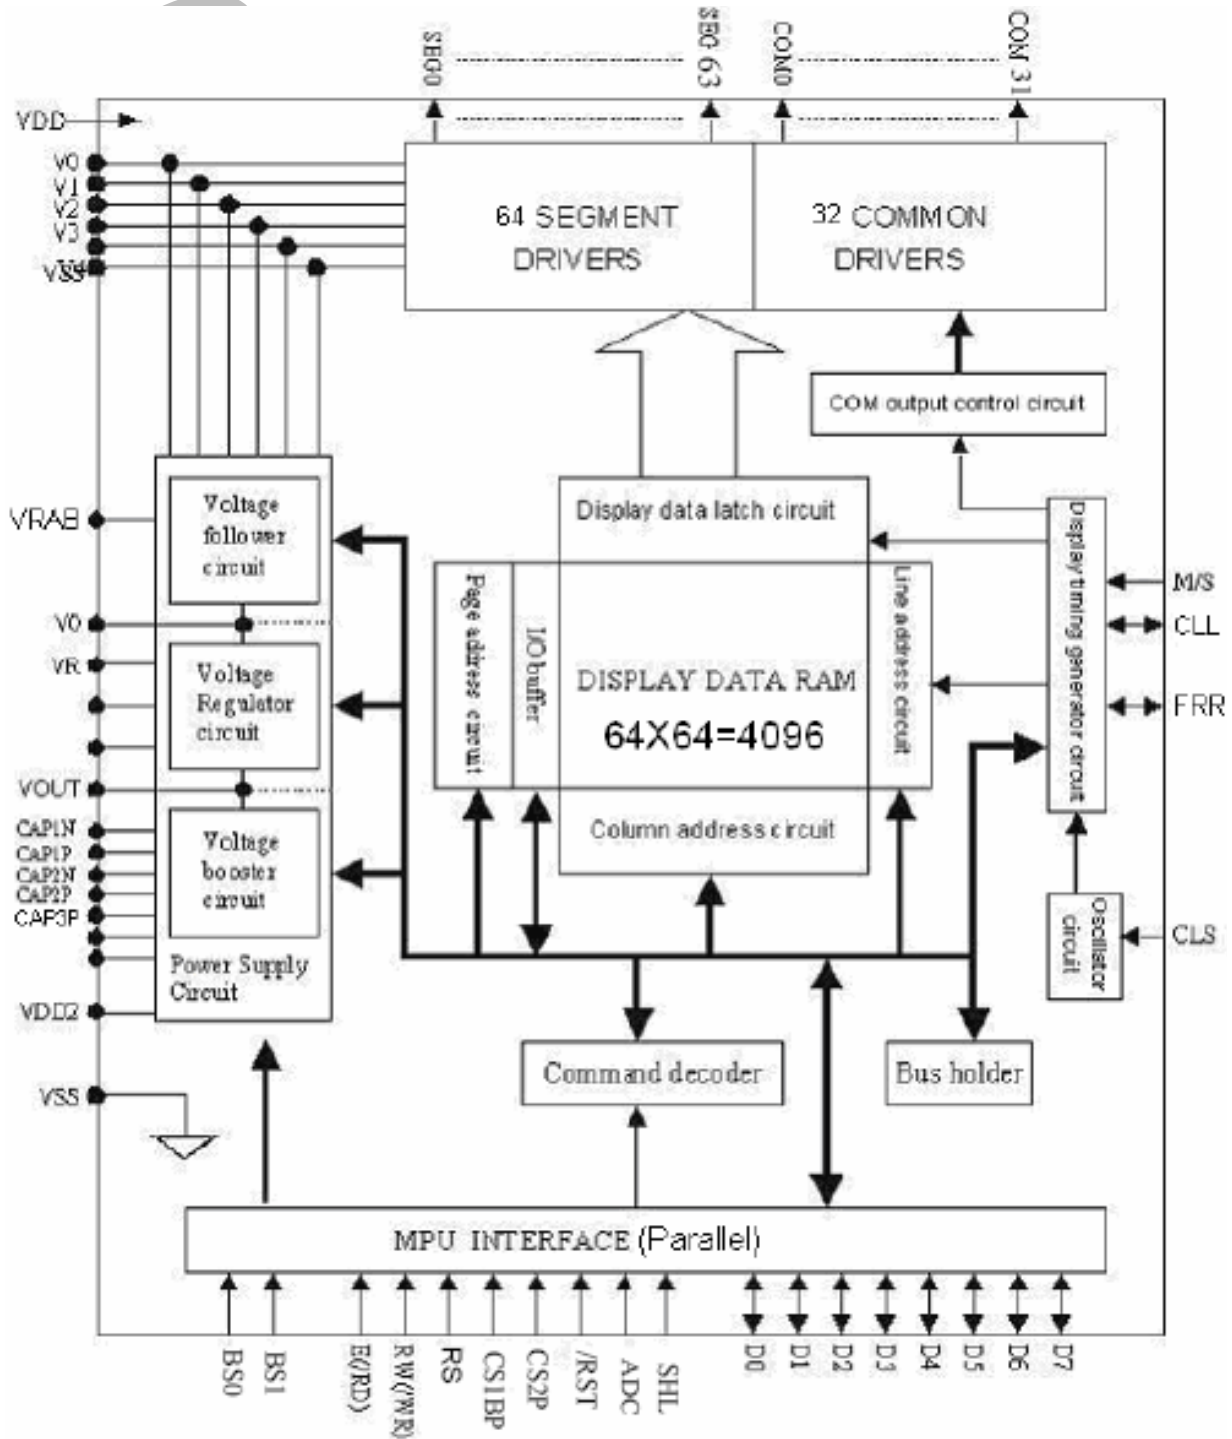 SEG0
SEG 63
COM0
COM 31
VDD
V0
V1
V2
V3
VSS
64 SEGMENT
DRIVERS
32 COMMON
DRIVERS
COM output control circuit
Voltage
follower
circuit
VRAB
Display data latch circuit
Display timing generator circuit
M/S
CLL
FRR
Page address circuit
I/O buffer
Line address circuit
DISPLAY DATA RAM
64X64=4096
V0
VR
Voltage
Regulator
circuit
VOUT
CAP1N
CAP1P
CAP2N
CAP2P
CAP3P
Voltage
booster
circuit
Column address circuit
Oscillator
circuit
CLS
Power Supply
Circuit
VDD2
VSS
Command decoder
Bus holder
MPU INTERFACE (Parallel)
BS0
BS1
E(/RD)
RW(/WR)
RS
CS1BP
CS2P
/RST
ADC
SHL
D0
D1
D2
D3
D4
D5
D6
D7